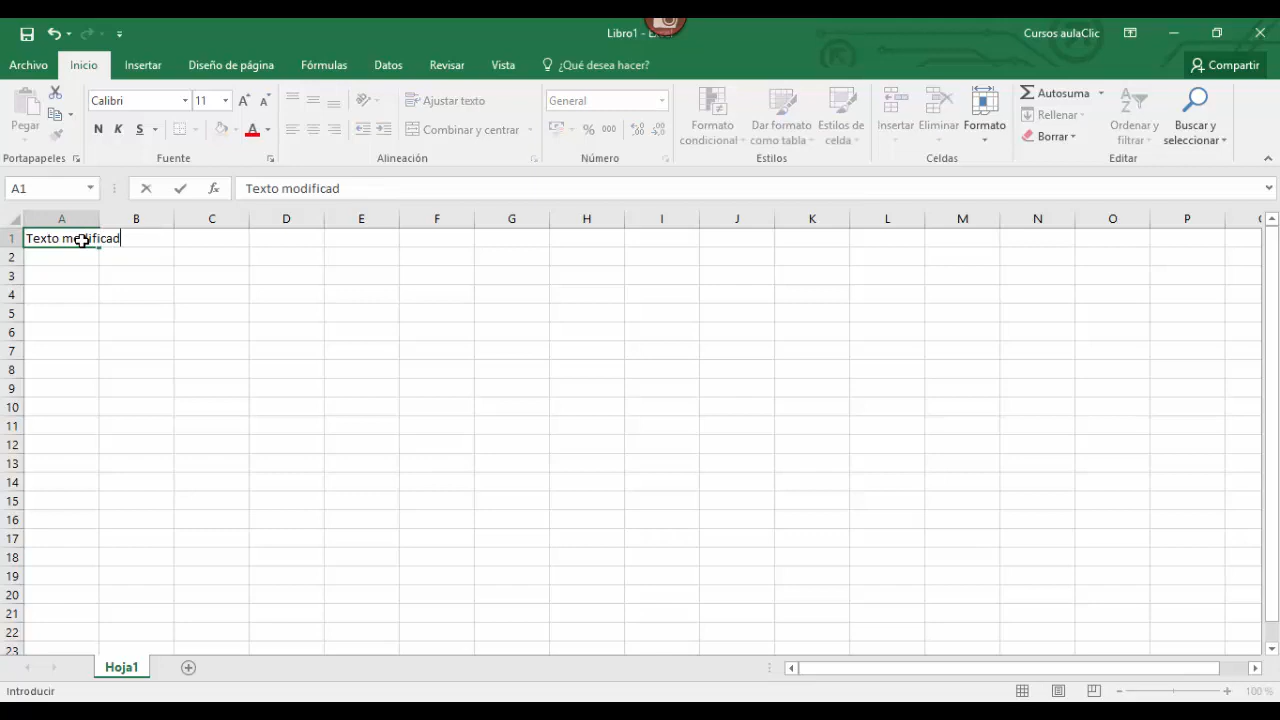 Libro1 - Excel
Cursos aulaClic
Archivo Inicio Insertar Diseño de página Fórmulas Datos Revisar Vista ¿Qué desea hacer? Compartir
Pegar
Calibri 11
N K S A
Ajustar texto
Combinar y centrar
General
% 000
Formato condicional
Dar formato como tabla
Estilos de celda
Insertar Eliminar Formato
Autosuma
Rellenar
Borrar
Ordenar y filtrar
Buscar y seleccionar
Portapapeles Fuente Alineación Número Estilos Celdas Editar
A1 fx Texto modificad
A B C D E F G H I J K L M N O P
1 Texto modificad
2
3
4
5
6
7
8
9
10
11
12
13
14
15
16
17
18
19
20
21
22
23
Hoja1
Introducir 100 %